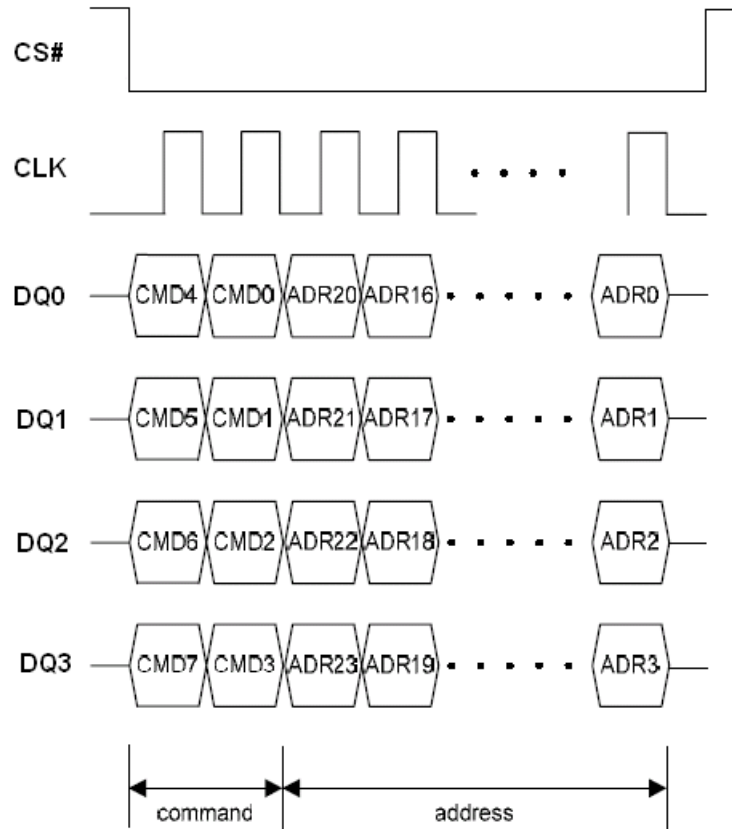 CS#
CLK
DQ0 CMD4 CMD0 ADR20 ADR16 ADR0
DQ1 CMD5 CMD1 ADR21 ADR17 ADR1
DQ2 CMD6 CMD2 ADR22 ADR18 ADR2
DQ3 CMD7 CMD3 ADR23 ADR19 ADR3
command address